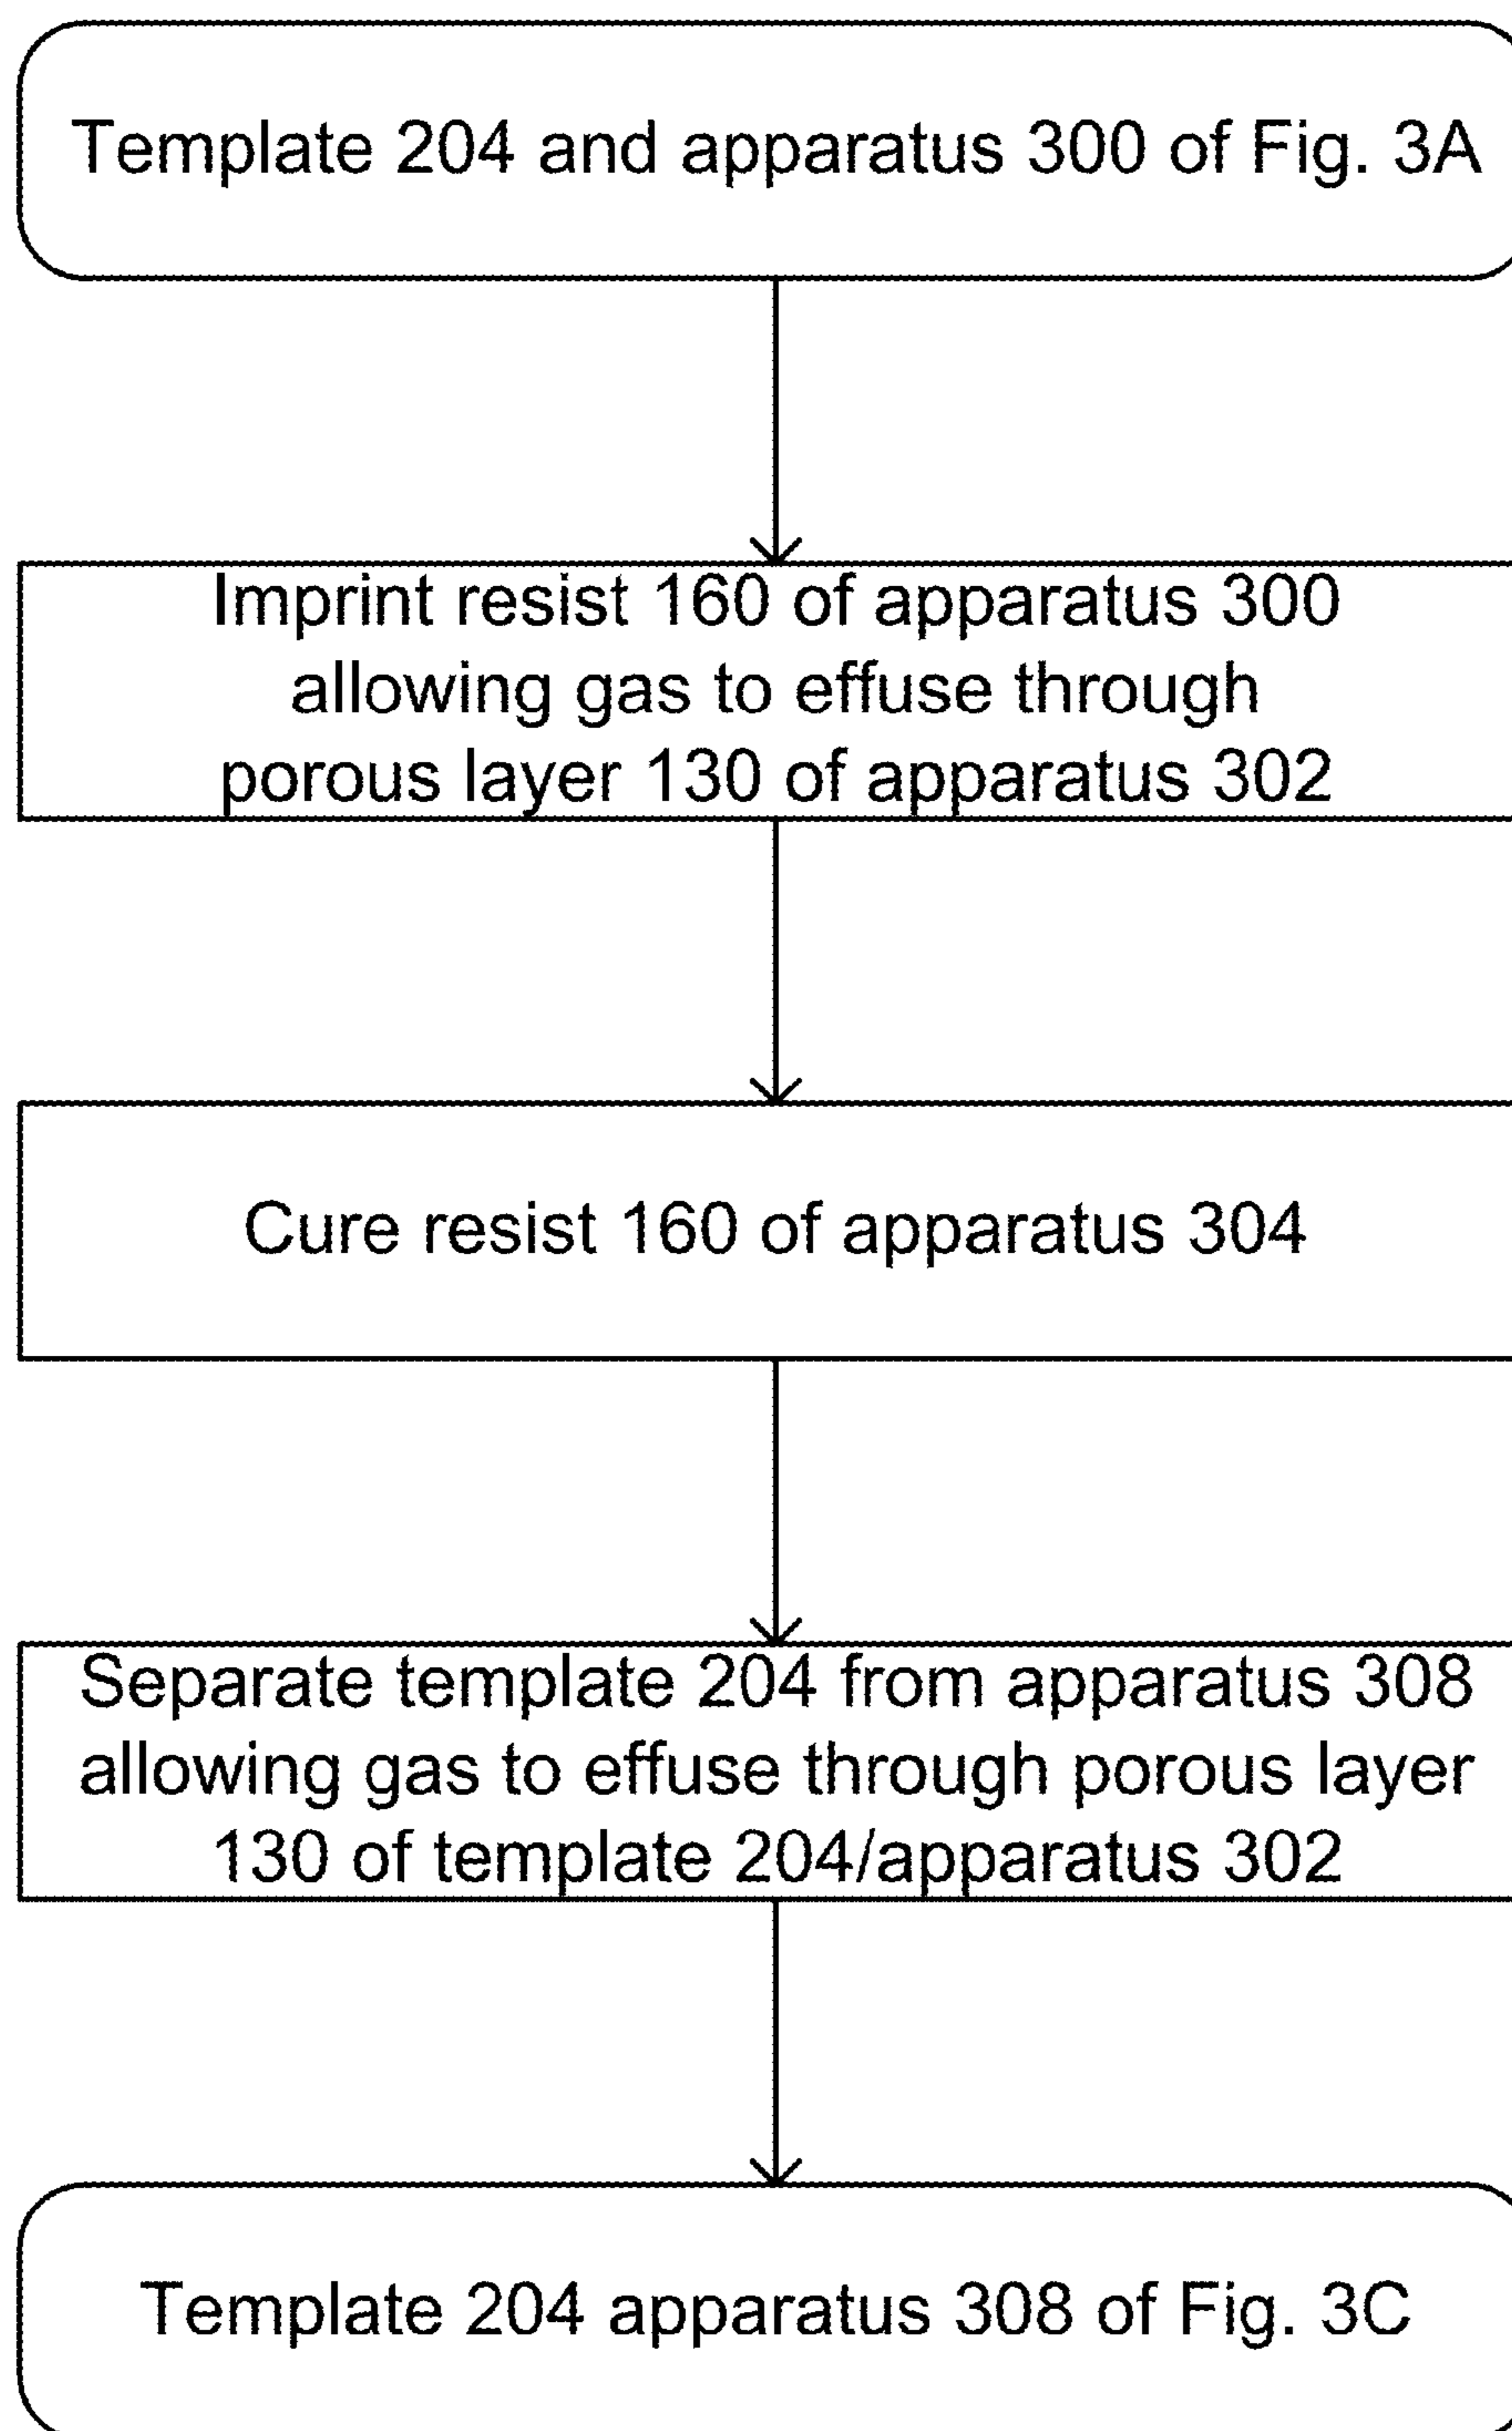 Template 204 and apparatus 300 of Fig. 3A
Imprint resist 160 of apparatus 300
allowing gas to effuse through
porous layer 130 of apparatus 302
Cure resist 160 of apparatus 304
Separate template 204 from apparatus 308
allowing gas to effuse through porous layer
130 of template 204/apparatus 302
Template 204 apparatus 308 of Fig. 3C